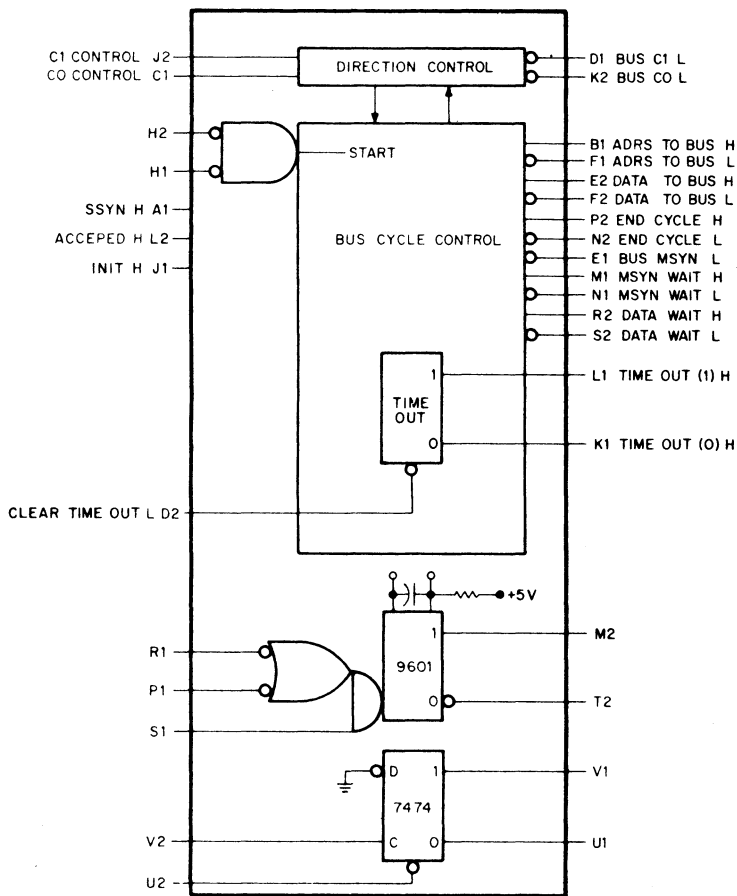 C1 CONTROL J2
CO CONTROL C1
DIRECTION CONTROL
D1 BUS C1 L
K2 BUS CO L
H2
H1
START
B1 ADRS TO BUS H
F1 ADRS TO BUS L
E2 DATA TO BUS H
F2 DATA TO BUS L
P2 END CYCLE H
N2 END CYCLE L
E1 BUS MSYN L
M1 MSYN WAIT H
N1 MSYN WAIT L
R2 DATA WAIT H
S2 DATA WAIT L
SSYN H A1
ACCEPED H L2
INIT H J1
BUS CYCLE CONTROL
1
TIME
OUT
0
L1 TIME OUT (1) H
K1 TIME OUT (0) H
CLEAR TIME OUT L D2
+5V
R1
P1
S1
1
9601
0
M2
T2
D 1
7474
C 0
V1
U1
V2
U2